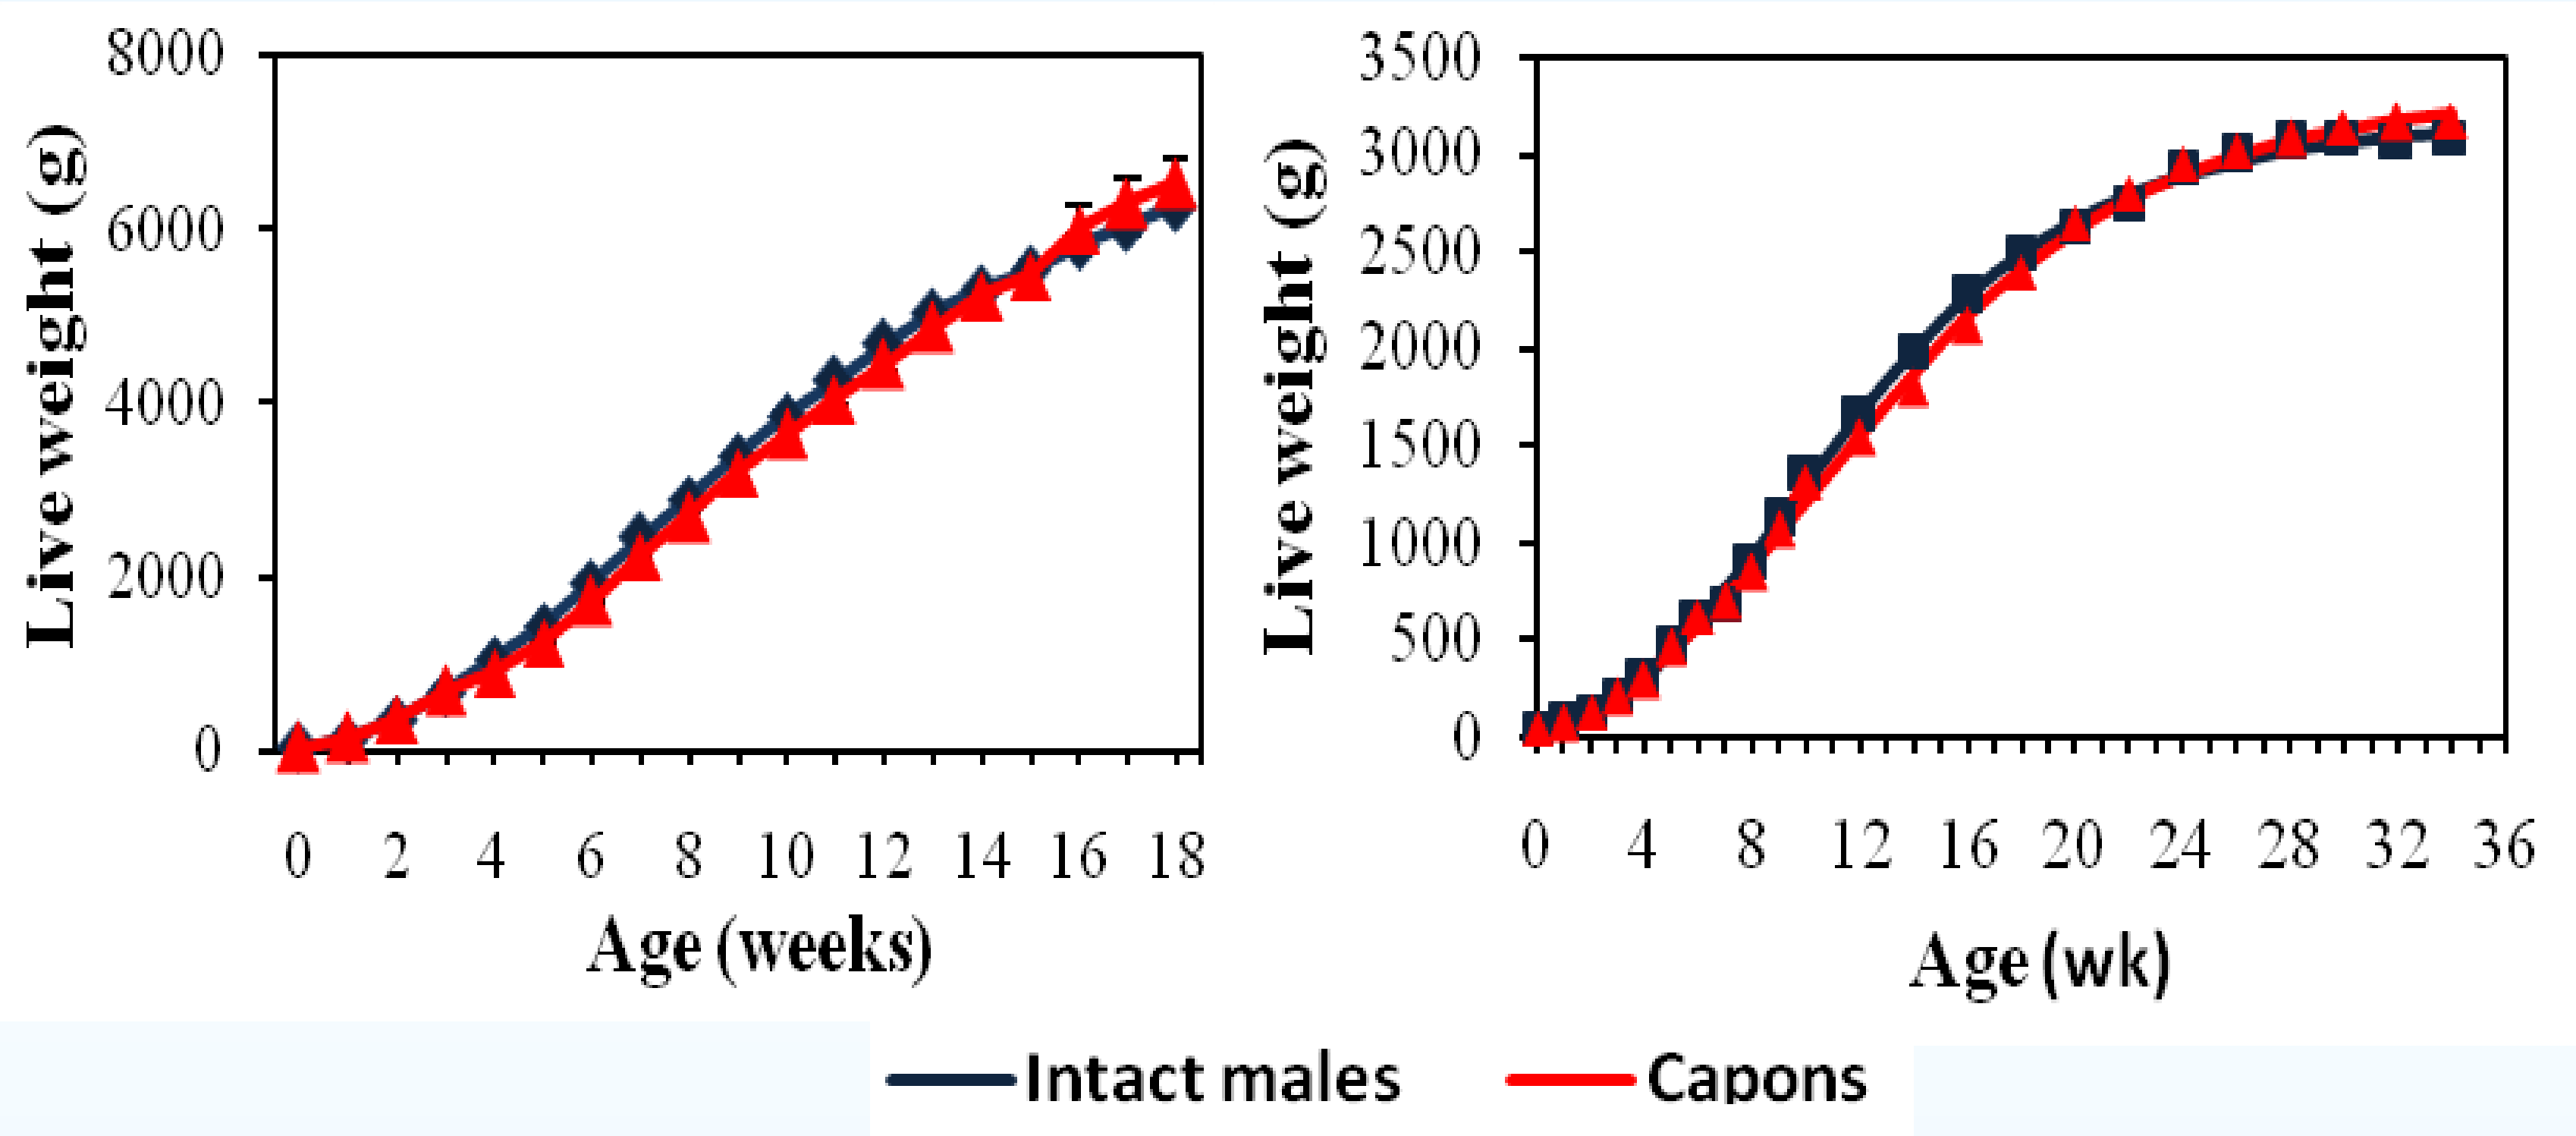 8000
6000
4000
2000
0
Live weight (g)
0 2 4 6 8 10 12 14 16 18
Age (weeks)
3500
3000
2500
2000
1500
1000
500
0
Live weight (g)
0 4 8 12 16 20 24 28 32 36
Age (wk)
Intact males Capons